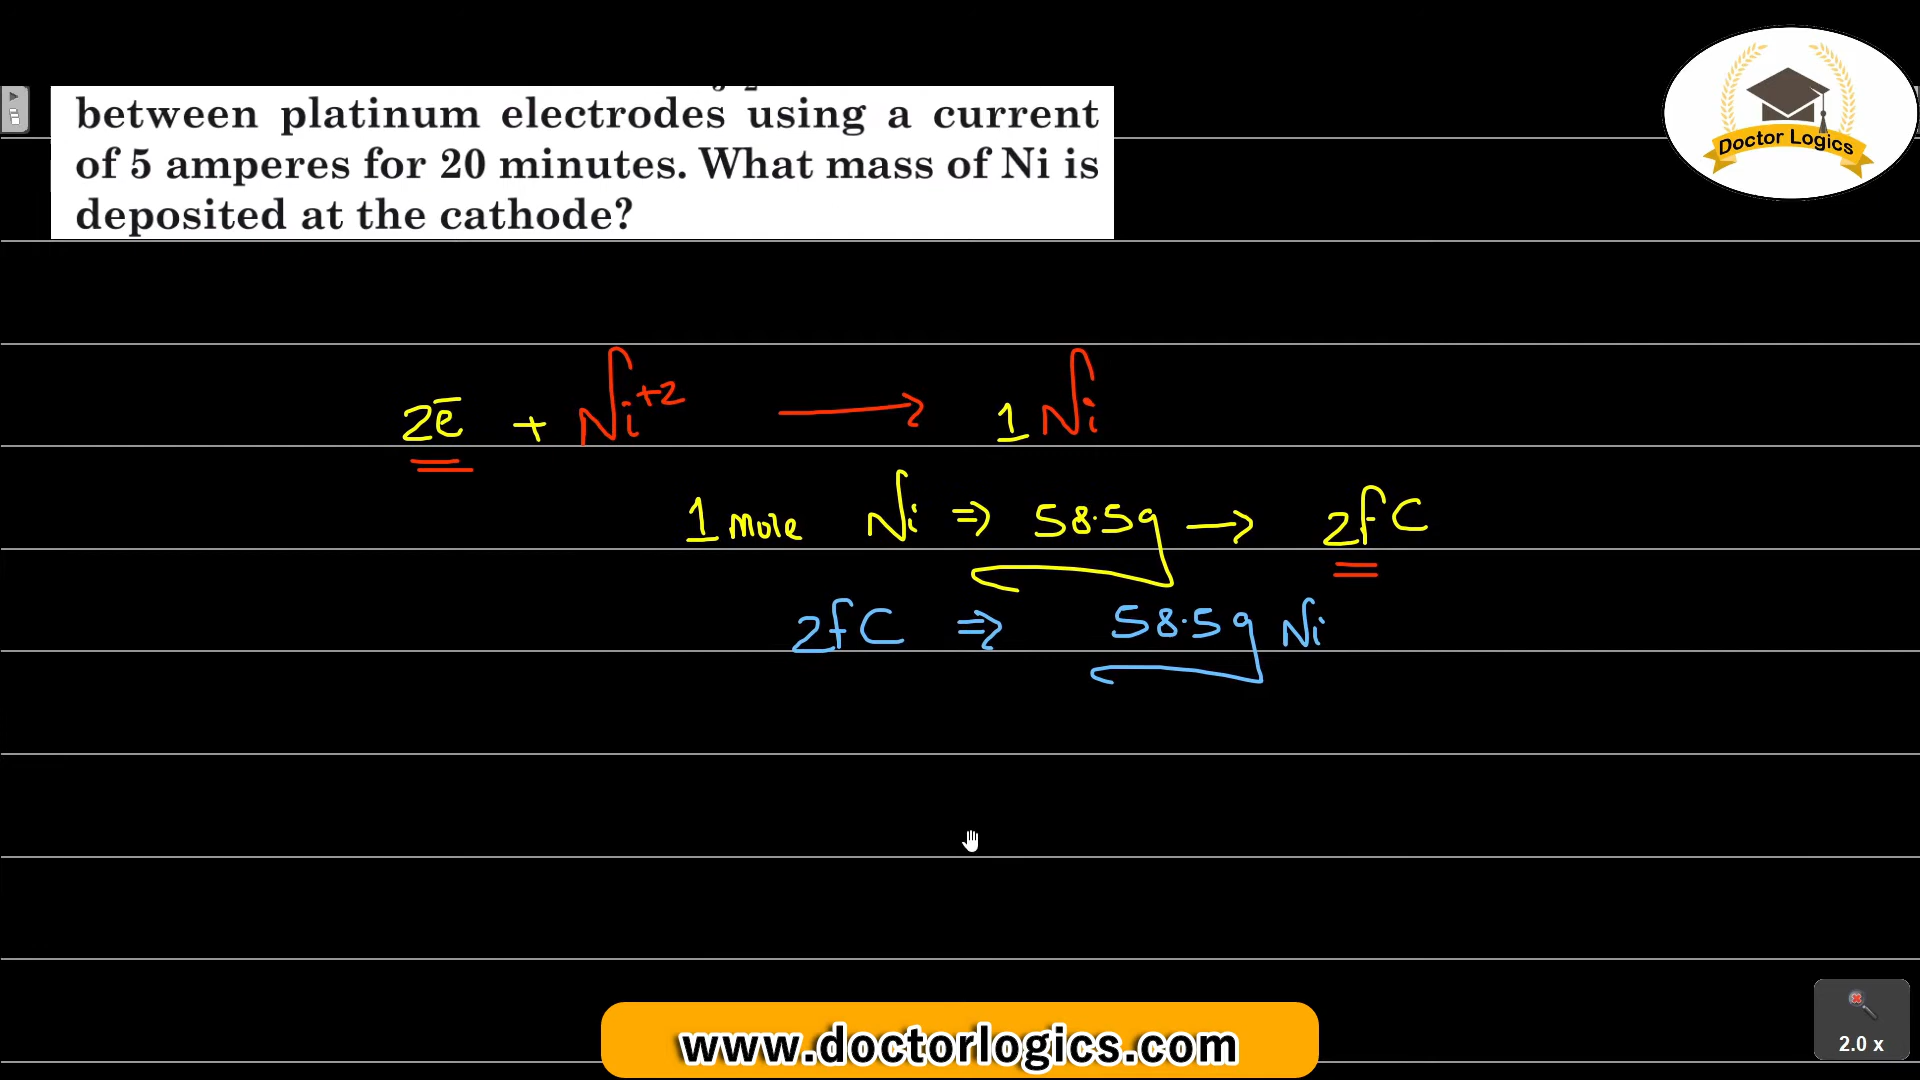 Doctor Logics
between platinum electrodes using a current
of 5 amperes for 20 minutes. What mass of Ni is
deposited at the cathode?
2e̅ + Ni⁺² → 1 Ni
1 mole Ni ⇒ 58.5g → 2fC
2fC ⇒ 58.5g Ni
www.doctorlogics.com
2.0 x